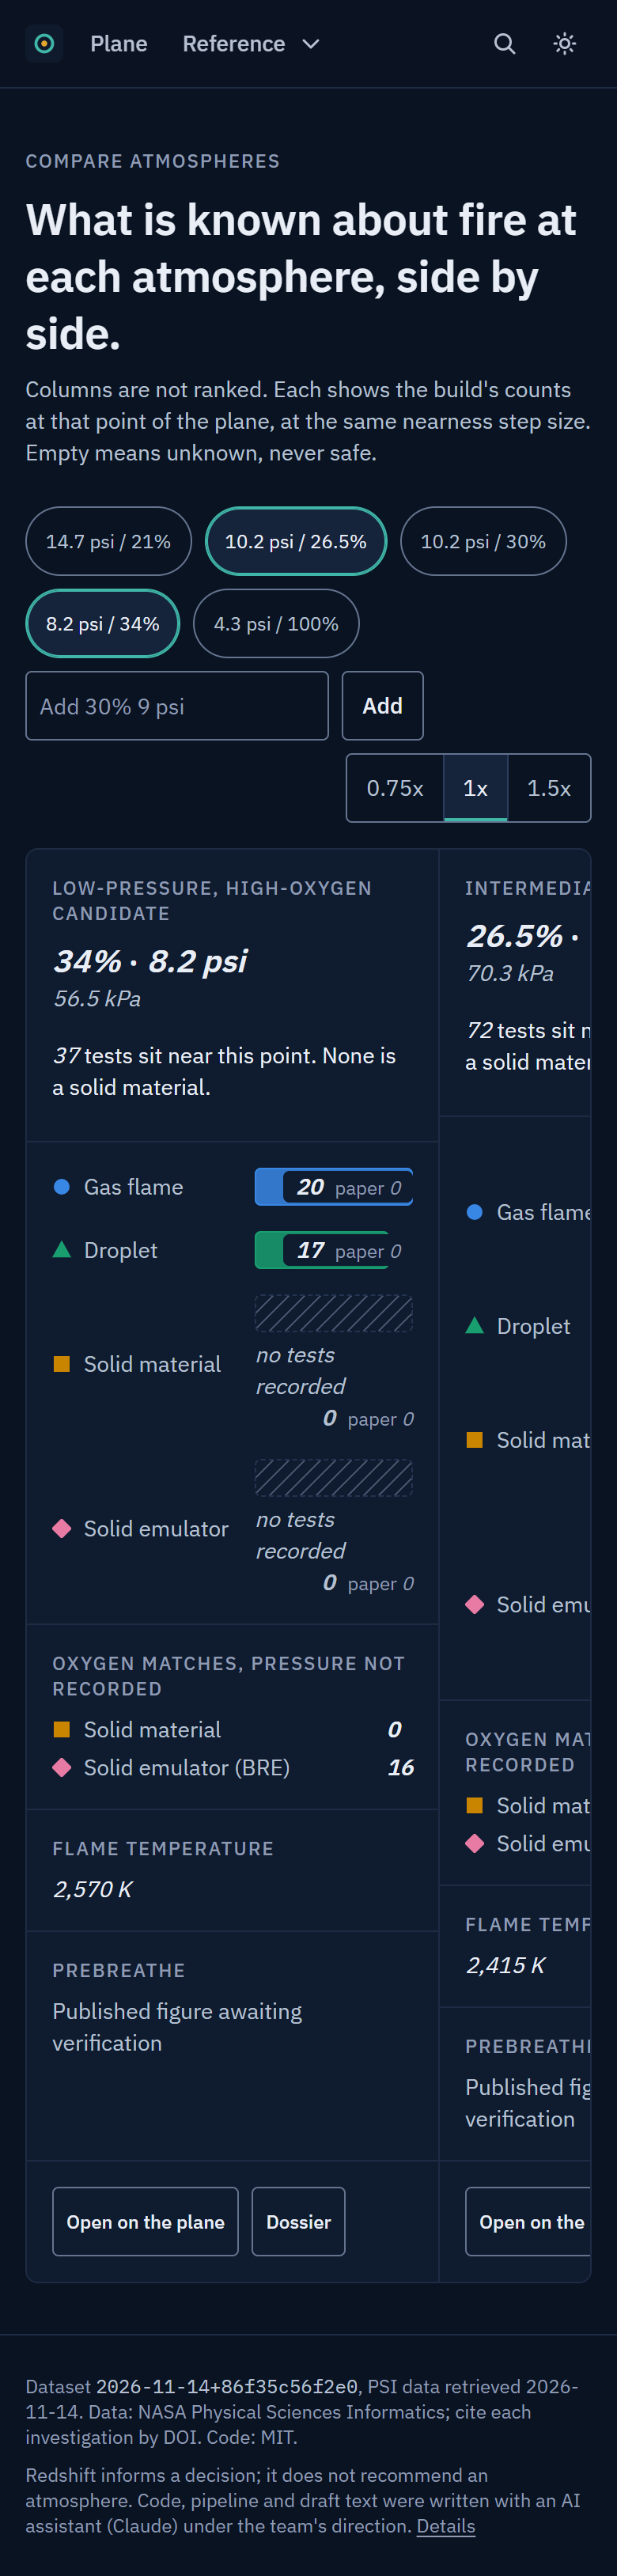 Plane Reference
COMPARE ATMOSPHERES
What is known about fire at
each atmosphere, side by
side.
Columns are not ranked. Each shows the build's counts
at that point of the plane, at the same nearness step size.
Empty means unknown, never safe.
14.7 psi / 21% 10.2 psi / 26.5% 10.2 psi / 30%
8.2 psi / 34% 4.3 psi / 100%
Add 30% 9 psi Add
0.75x 1x 1.5x
LOW-PRESSURE, HIGH-OXYGEN
CANDIDATE
34% · 8.2 psi
56.5 kPa
37 tests sit near this point. None is
a solid material.
Gas flame 20 paper 0
Droplet 17 paper 0
Solid material no tests
recorded
0 paper 0
Solid emulator no tests
recorded
0 paper 0
OXYGEN MATCHES, PRESSURE NOT
RECORDED
Solid material 0
Solid emulator (BRE) 16
FLAME TEMPERATURE
2,570 K
PREBREATHE
Published figure awaiting
verification
Open on the plane Dossier
INTERMEDIA
26.5% ·
70.3 kPa
72 tests sit n
a solid mater
Gas flame
Droplet
Solid mat
Solid emu
OXYGEN MAT
RECORDED
Solid mat
Solid emu
FLAME TEMP
2,415 K
PREBREATHE
Published fig
verification
Open on the
Dataset 2026-11-14+86f35c56f2e0, PSI data retrieved 2026-
11-14. Data: NASA Physical Sciences Informatics; cite each
investigation by DOI. Code: MIT.
Redshift informs a decision; it does not recommend an
atmosphere. Code, pipeline and draft text were written with an AI
assistant (Claude) under the team's direction. Details